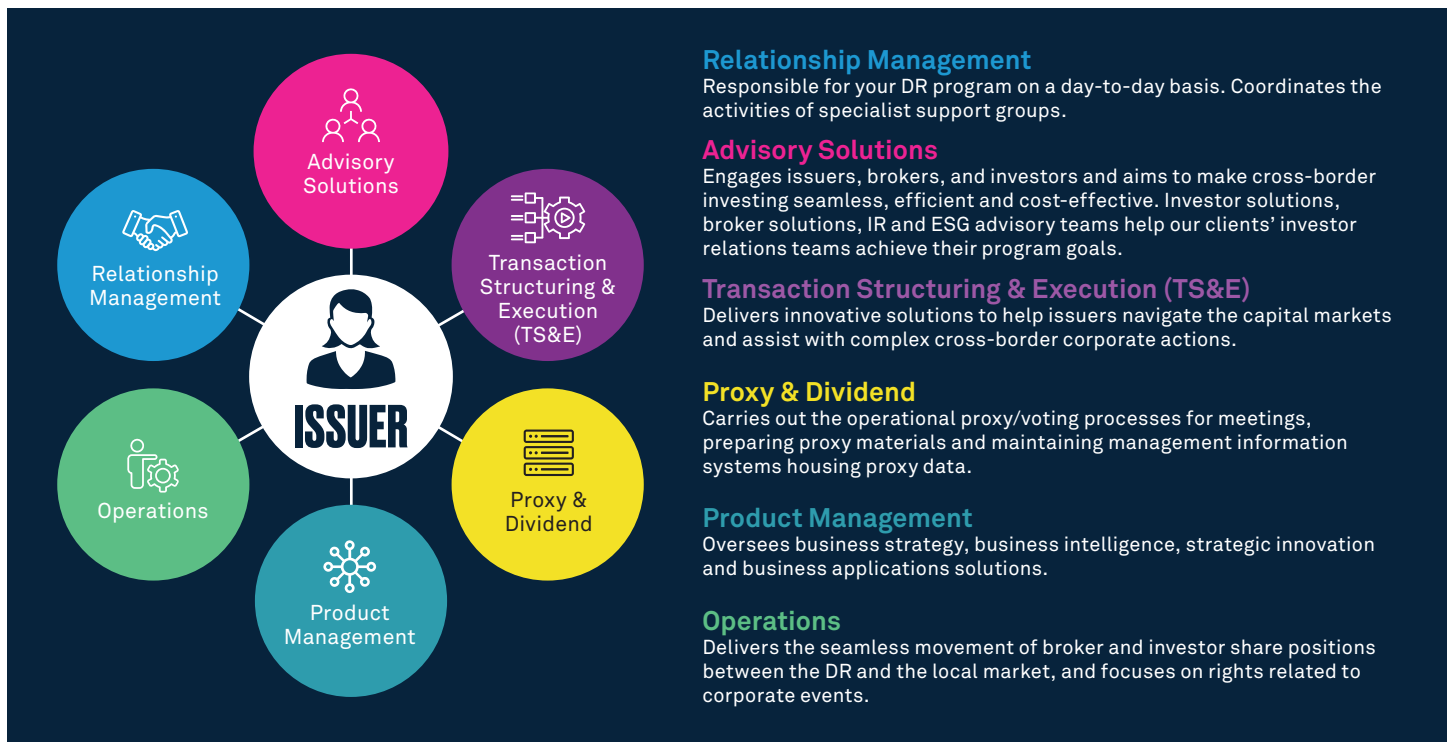 Advisory
Solutions
Relationship
Management
Transaction
Structuring &
Execution
(TS&E)
ISSUER
Operations
Proxy &
Dividend
Product
Management
Relationship Management
Responsible for your DR program on a day-to-day basis. Coordinates the
activities of specialist support groups.
Advisory Solutions
Engages issuers, brokers, and investors and aims to make cross-border
investing seamless, efficient and cost-effective. Investor solutions,
broker solutions, IR and ESG advisory teams help our clients’ investor
relations teams achieve their program goals.
Transaction Structuring & Execution (TS&E)
Delivers innovative solutions to help issuers navigate the capital markets
and assist with complex cross-border corporate actions.
Proxy & Dividend
Carries out the operational proxy/voting processes for meetings,
preparing proxy materials and maintaining management information
systems housing proxy data.
Product Management
Oversees business strategy, business intelligence, strategic innovation
and business applications solutions.
Operations
Delivers the seamless movement of broker and investor share positions
between the DR and the local market, and focuses on rights related to
corporate events.